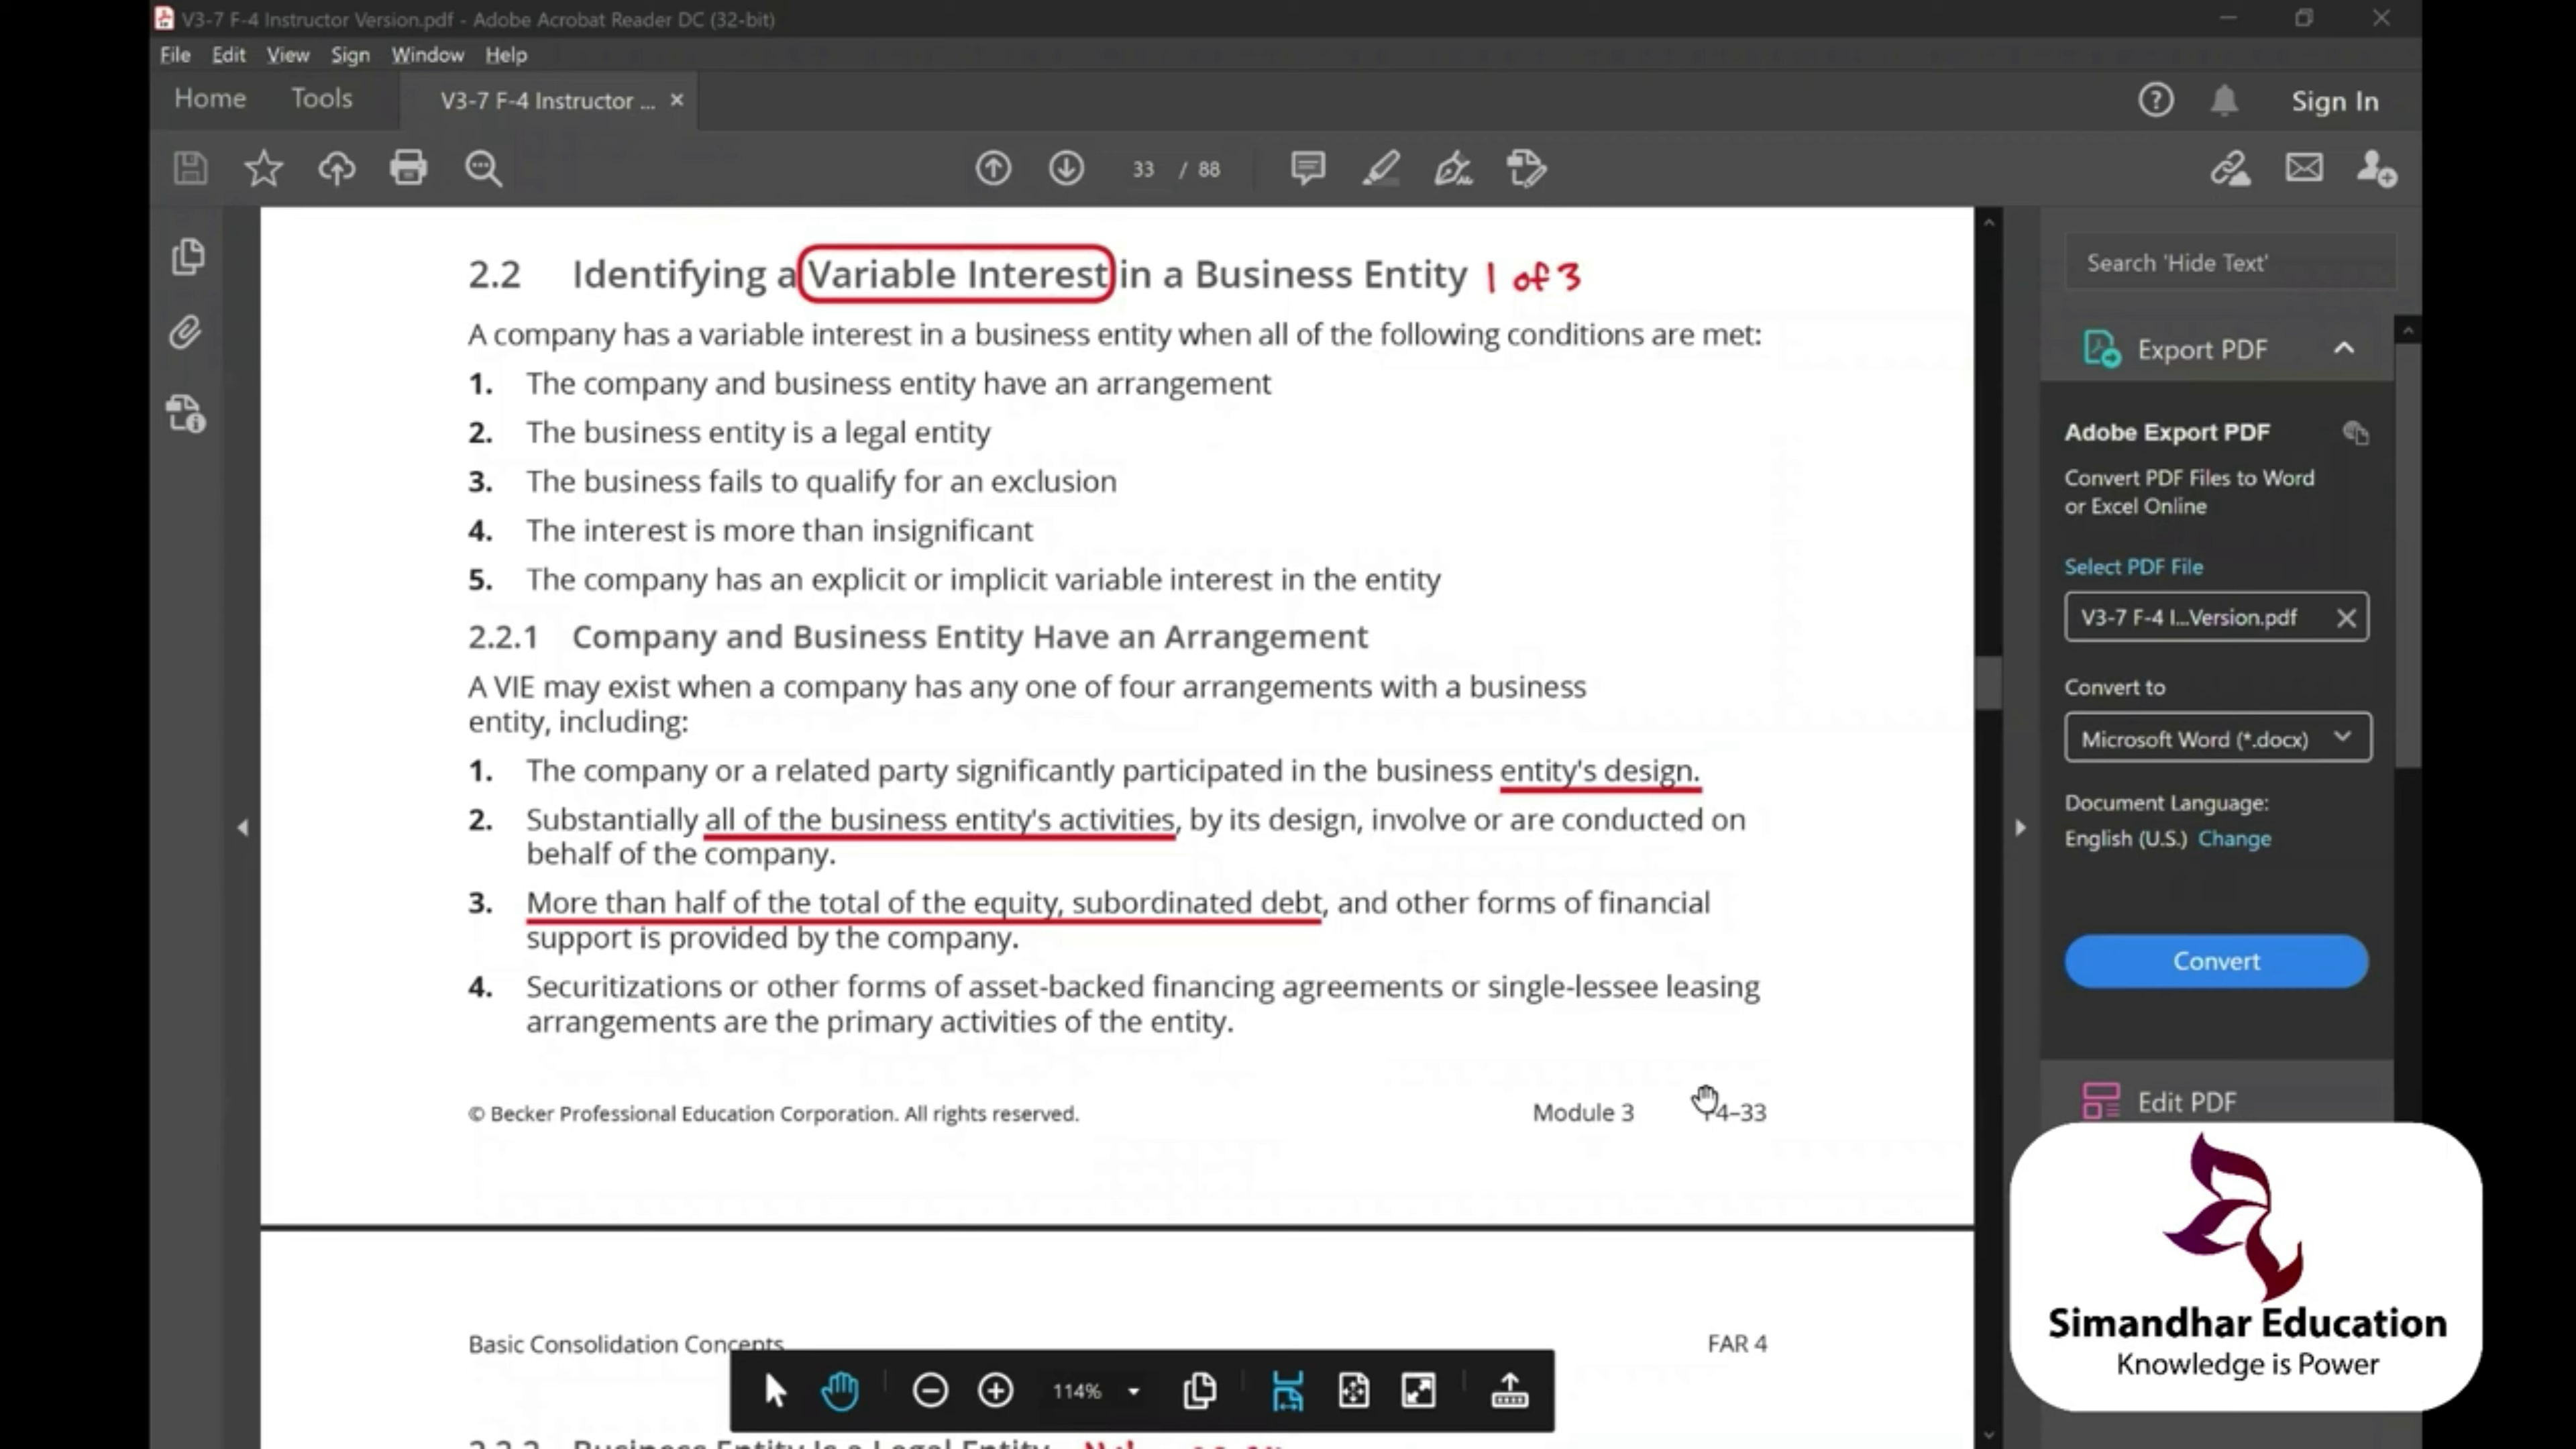 V3-7 F-4 Instructor Version.pdf - Adobe Acrobat Reader DC (32-bit)
File Edit View Sign Window Help
Home Tools V3-7 F-4 Instructor ... × Sign In
33 / 88
2.2 Identifying a Variable Interest in a Business Entity 1 of 3
A company has a variable interest in a business entity when all of the following conditions are met:
1. The company and business entity have an arrangement
2. The business entity is a legal entity
3. The business fails to qualify for an exclusion
4. The interest is more than insignificant
5. The company has an explicit or implicit variable interest in the entity
2.2.1 Company and Business Entity Have an Arrangement
A VIE may exist when a company has any one of four arrangements with a business
entity, including:
1. The company or a related party significantly participated in the business entity's design.
2. Substantially all of the business entity's activities, by its design, involve or are conducted on
behalf of the company.
3. More than half of the total of the equity, subordinated debt, and other forms of financial
support is provided by the company.
4. Securitizations or other forms of asset-backed financing agreements or single-lessee leasing
arrangements are the primary activities of the entity.
© Becker Professional Education Corporation. All rights reserved. Module 3 4–33
Basic Consolidation Concepts FAR 4
114%
2.2.2 Business Entity Is a Legal Entity
Search 'Hide Text'
Export PDF
Adobe Export PDF
Convert PDF Files to Word
or Excel Online
Select PDF File
V3-7 F-4 I...Version.pdf
Convert to
Microsoft Word (*.docx)
Document Language:
English (U.S.) Change
Convert
Edit PDF
Simandhar Education
Knowledge is Power